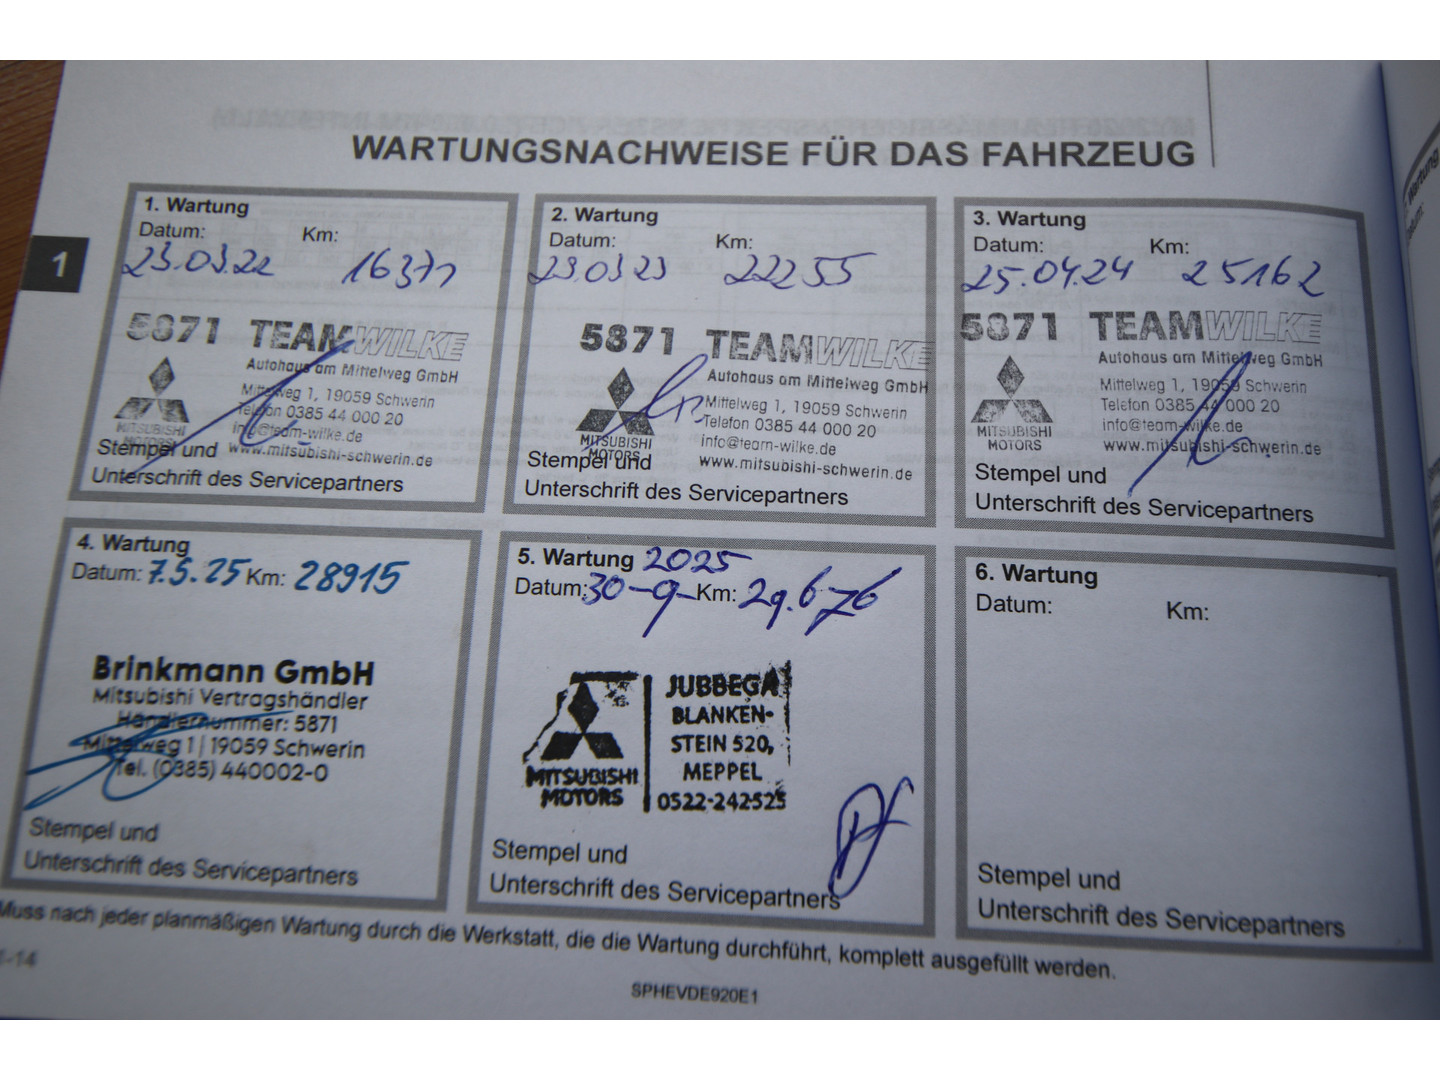 WARTUNGSNACHWEISE FÜR DAS FAHRZEUG
1
1. Wartung
Datum: Km:
23.03.22 16371
5871 TEAMWILKE
Autohaus am Mittelweg GmbH
Mittelweg 1, 19059 Schwerin
Telefon 0385 44 000 20
info@team-wilke.de
www.mitsubishi-schwerin.de
MITSUBISHI
MOTORS
Stempel und
Unterschrift des Servicepartners
2. Wartung
Datum: Km:
29.03.23 22255
5871 TEAMWILKE
Autohaus am Mittelweg GmbH
Mittelweg 1, 19059 Schwerin
Telefon 0385 44 000 20
info@team-wilke.de
www.mitsubishi-schwerin.de
MITSUBISHI
MOTORS
Stempel und
Unterschrift des Servicepartners
3. Wartung
Datum: Km:
25.04.24 25162
5871 TEAMWILKE
Autohaus am Mittelweg GmbH
Mittelweg 1, 19059 Schwerin
Telefon 0385 44 000 20
info@team-wilke.de
www.mitsubishi-schwerin.de
MITSUBISHI
MOTORS
Stempel und
Unterschrift des Servicepartners
4. Wartung
Datum: 7.5.25 Km: 28915
Brinkmann GmbH
Mitsubishi Vertragshändler
Händlernummer: 5871
Mittelweg 1 | 19059 Schwerin
Tel. (0385) 440002-0
Stempel und
Unterschrift des Servicepartners
5. Wartung 2025
Datum: 30-9- Km: 29.676
MITSUBISHI
MOTORS
JUBBEGA
BLANKEN-
STEIN 520,
MEPPEL
0522-242525
Stempel und
Unterschrift des Servicepartners
6. Wartung
Datum: Km:
Stempel und
Unterschrift des Servicepartners
Muss nach jeder planmäßigen Wartung durch die Werkstatt, die die Wartung durchführt, komplett ausgefüllt werden.
1-14
SPHEVDE920E1